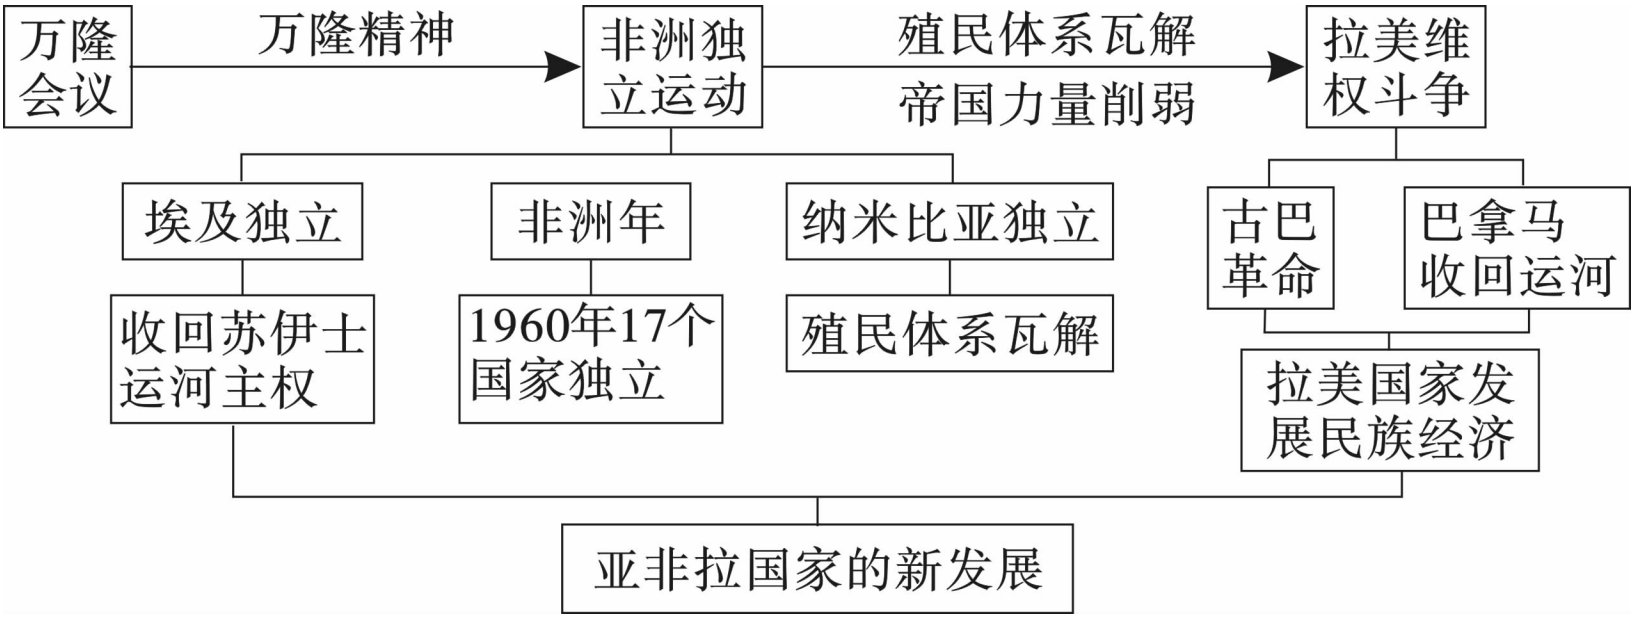 万隆
会议
万隆精神
非洲独
立运动
殖民体系瓦解
帝国力量削弱
拉美维
权斗争
埃及独立
非洲年
纳米比亚独立
古巴
革命
巴拿马
收回运河
收回苏伊士
运河主权
1960年17个
国家独立
殖民体系瓦解
拉美国家发
展民族经济
亚非拉国家的新发展